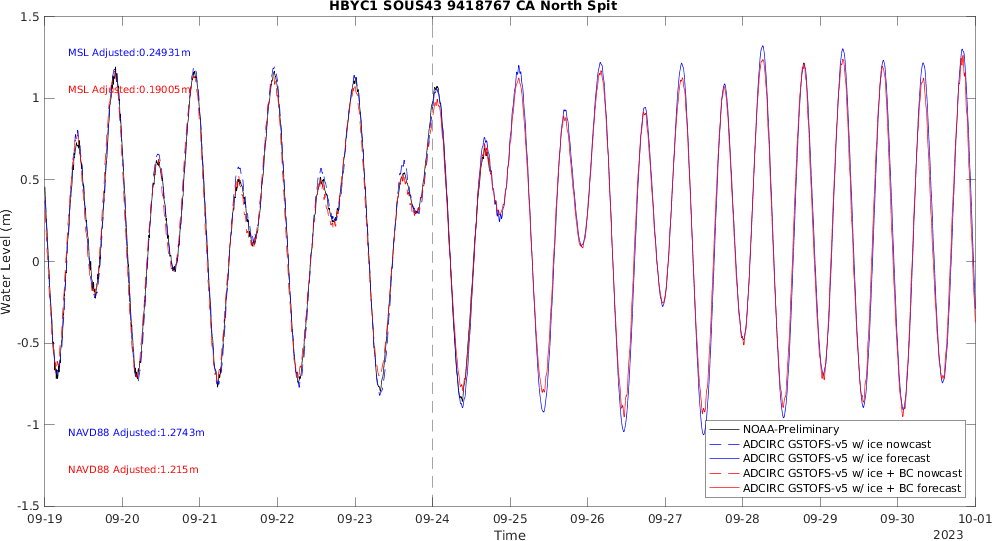 HBYC1 SOUS43 9418767 CA North Spit
1.5
MSL Adjusted:0.24931m
1
MSL Adjusted:0.19005m
0.5
Water Level (m)
0
-0.5
-1
NAVD88 Adjusted:1.2743m
NAVD88 Adjusted:1.215m
-1.5
NOAA-Preliminary
ADCIRC GSTOFS-v5 w/ ice nowcast
ADCIRC GSTOFS-v5 w/ ice forecast
ADCIRC GSTOFS-v5 w/ ice + BC nowcast
ADCIRC GSTOFS-v5 w/ ice + BC forecast
09-19 09-20 09-21 09-22 09-23 09-24 09-25 09-26 09-27 09-28 09-29 09-30 10-01
Time
2023